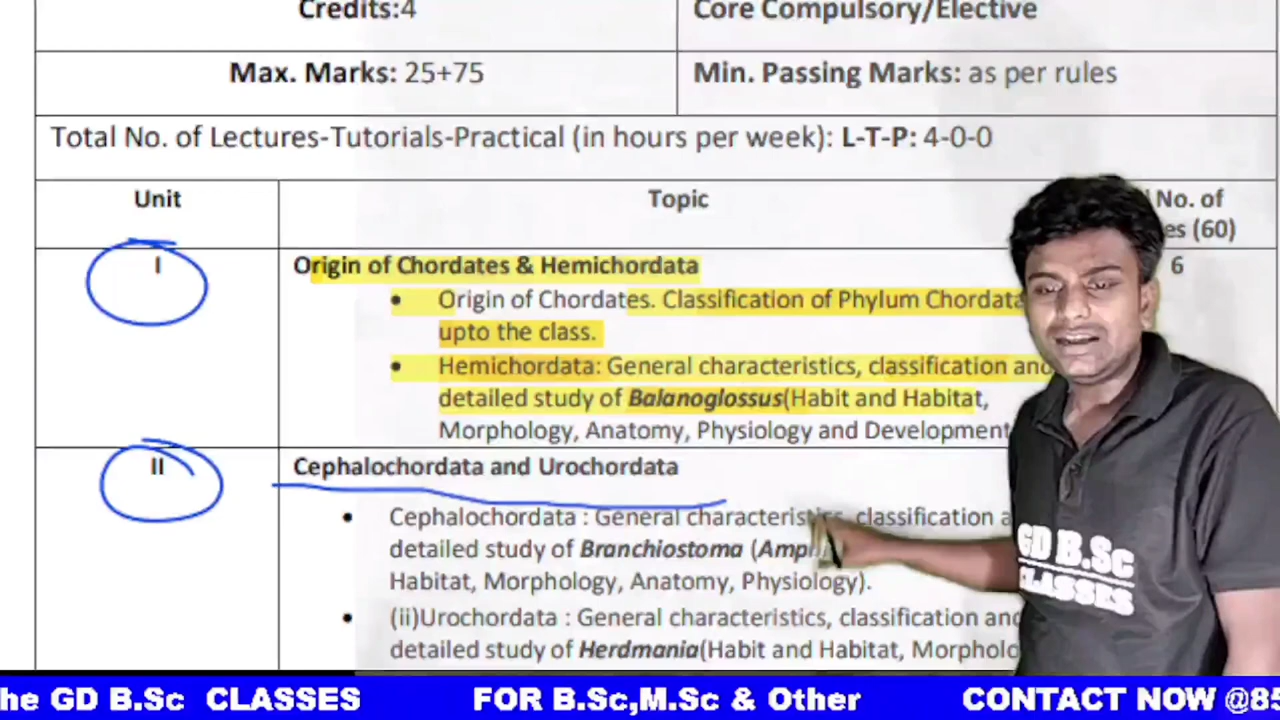 Credits:4
Core Compulsory/Elective
Max. Marks: 25+75
Min. Passing Marks: as per rules
Total No. of Lectures-Tutorials-Practical (in hours per week): L-T-P: 4-0-0
Unit
Topic
No. of
(60)
I
Origin of Chordates & Hemichordata
6
• Origin of Chordates. Classification of Phylum Chordata
upto the class.
• Hemichordata: General characteristics, classification and
detailed study of Balanoglossus(Habit and Habitat,
Morphology, Anatomy, Physiology and Development
II
Cephalochordata and Urochordata
• Cephalochordata : General characteristics, classification
detailed study of Branchiostoma
Habitat, Morphology, Anatomy, Physiology).
• (ii)Urochordata : General characteristics, classification and
detailed study of Herdmania(Habit and Habitat,
GD B.Sc
CLASSES
he GD B.Sc CLASSES FOR B.Sc,M.Sc & Other CONTACT NOW @85